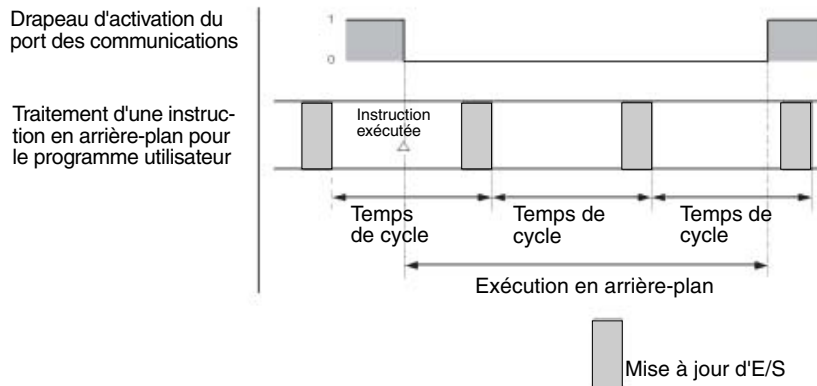 Drapeau d'activation du
port des communications
1
0
Traitement d'une instruc-
tion en arrière-plan pour
le programme utilisateur
Instruction
exécutée
Temps
de cycle
Temps de
cycle
Temps de
cycle
Exécution en arrière-plan
Mise à jour d'E/S